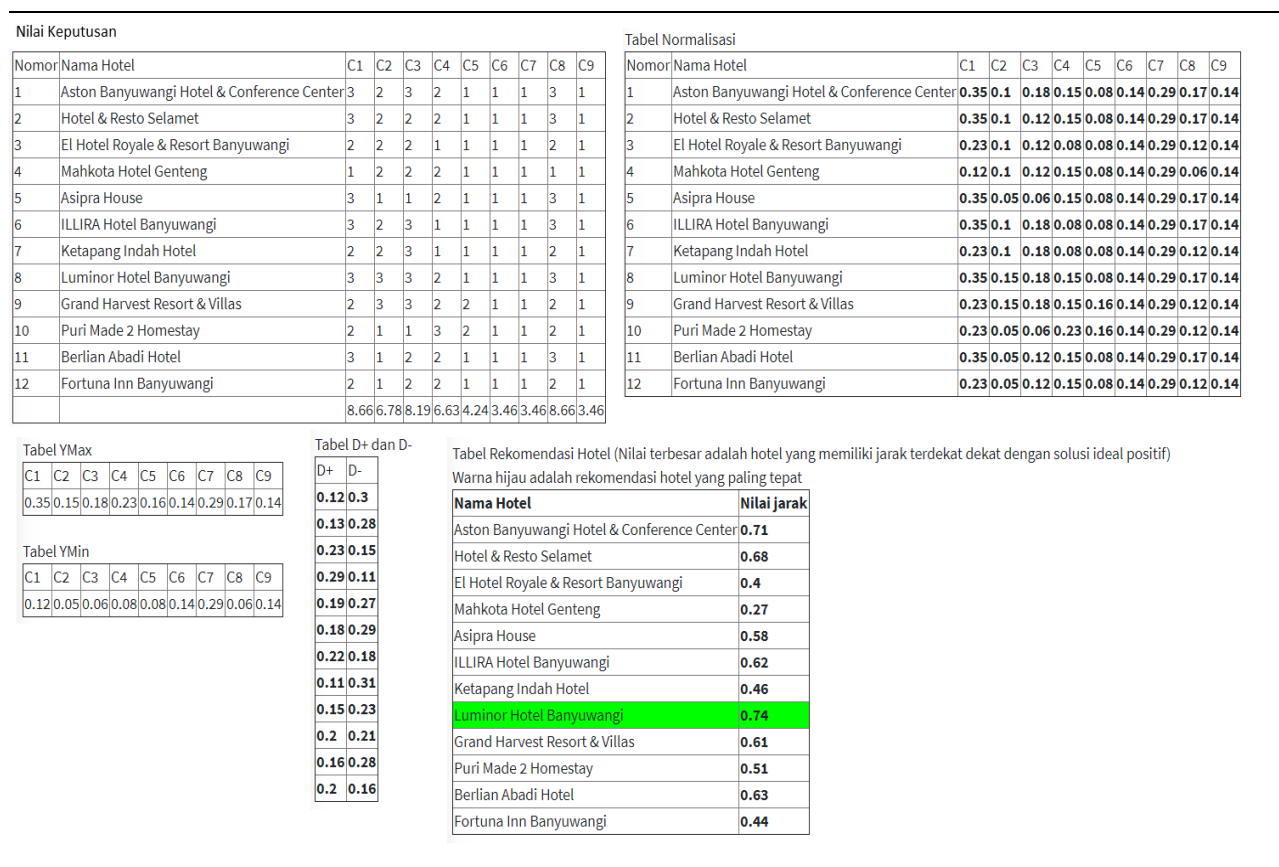 Nilai Keputusan
Nomor Nama Hotel C1 C2 C3 C4 C5 C6 C7 C8 C9
1 Aston Banyuwangi Hotel & Conference Center 3 2 3 2 1 1 1 3 1
2 Hotel & Resto Selamet 3 2 2 2 1 1 1 3 1
3 El Hotel Royale & Resort Banyuwangi 2 2 2 1 1 1 1 2 1
4 Mahkota Hotel Genteng 1 2 2 2 1 1 1 1 1
5 Asipra House 3 1 1 2 1 1 1 3 1
6 ILLIRA Hotel Banyuwangi 3 2 3 1 1 1 1 3 1
7 Ketapang Indah Hotel 2 2 3 1 1 1 1 2 1
8 Luminor Hotel Banyuwangi 3 3 3 2 1 1 1 3 1
9 Grand Harvest Resort & Villas 2 3 3 2 2 1 1 2 1
10 Puri Made 2 Homestay 2 1 1 3 2 1 1 2 1
11 Berlian Abadi Hotel 3 1 2 2 1 1 1 3 1
12 Fortuna Inn Banyuwangi 2 1 2 2 1 1 1 2 1
8.66 6.78 8.19 6.63 4.24 3.46 3.46 8.66 3.46
Tabel Normalisasi
Nomor Nama Hotel C1 C2 C3 C4 C5 C6 C7 C8 C9
1 Aston Banyuwangi Hotel & Conference Center 0.35 0.1 0.18 0.15 0.08 0.14 0.29 0.17 0.14
2 Hotel & Resto Selamet 0.35 0.1 0.12 0.15 0.08 0.14 0.29 0.17 0.14
3 El Hotel Royale & Resort Banyuwangi 0.23 0.1 0.12 0.08 0.08 0.14 0.29 0.12 0.14
4 Mahkota Hotel Genteng 0.12 0.1 0.12 0.15 0.08 0.14 0.29 0.06 0.14
5 Asipra House 0.35 0.05 0.06 0.15 0.08 0.14 0.29 0.17 0.14
6 ILLIRA Hotel Banyuwangi 0.35 0.1 0.18 0.08 0.08 0.14 0.29 0.17 0.14
7 Ketapang Indah Hotel 0.23 0.1 0.18 0.08 0.08 0.14 0.29 0.12 0.14
8 Luminor Hotel Banyuwangi 0.35 0.15 0.18 0.15 0.08 0.14 0.29 0.17 0.14
9 Grand Harvest Resort & Villas 0.23 0.15 0.18 0.15 0.16 0.14 0.29 0.12 0.14
10 Puri Made 2 Homestay 0.23 0.05 0.06 0.23 0.16 0.14 0.29 0.12 0.14
11 Berlian Abadi Hotel 0.35 0.05 0.12 0.15 0.08 0.14 0.29 0.17 0.14
12 Fortuna Inn Banyuwangi 0.23 0.05 0.12 0.15 0.08 0.14 0.29 0.12 0.14
Tabel YMax
C1 C2 C3 C4 C5 C6 C7 C8 C9
0.35 0.15 0.18 0.23 0.16 0.14 0.29 0.17 0.14
Tabel YMin
C1 C2 C3 C4 C5 C6 C7 C8 C9
0.12 0.05 0.06 0.08 0.08 0.14 0.29 0.06 0.14
Tabel D+ dan D-
D+ D-
0.12 0.3
0.13 0.28
0.23 0.15
0.29 0.11
0.19 0.27
0.18 0.29
0.22 0.18
0.11 0.31
0.15 0.23
0.2 0.21
0.16 0.28
0.2 0.16
Tabel Rekomendasi Hotel (Nilai terbesar adalah hotel yang memiliki jarak terdekat dekat dengan solusi ideal positif)
Warna hijau adalah rekomendasi hotel yang paling tepat
Nama Hotel Nilai jarak
Aston Banyuwangi Hotel & Conference Center 0.71
Hotel & Resto Selamet 0.68
El Hotel Royale & Resort Banyuwangi 0.4
Mahkota Hotel Genteng 0.27
Asipra House 0.58
ILLIRA Hotel Banyuwangi 0.62
Ketapang Indah Hotel 0.46
Luminor Hotel Banyuwangi 0.74
Grand Harvest Resort & Villas 0.61
Puri Made 2 Homestay 0.51
Berlian Abadi Hotel 0.63
Fortuna Inn Banyuwangi 0.44